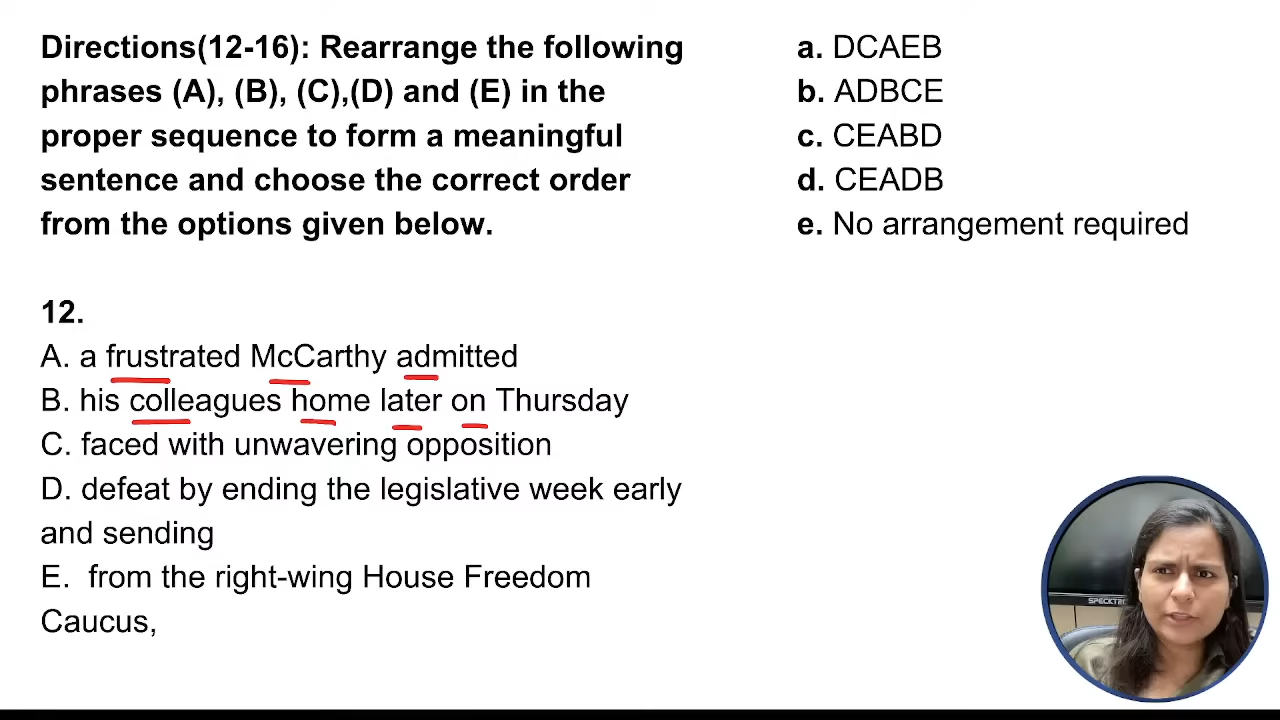 Directions(12-16): Rearrange the following
phrases (A), (B), (C),(D) and (E) in the
proper sequence to form a meaningful
sentence and choose the correct order
from the options given below.
12.
A. a frustrated McCarthy admitted
B. his colleagues home later on Thursday
C. faced with unwavering opposition
D. defeat by ending the legislative week early
and sending
E. from the right-wing House Freedom
Caucus,
a. DCAEB
b. ADBCE
c. CEABD
d. CEADB
e. No arrangement required